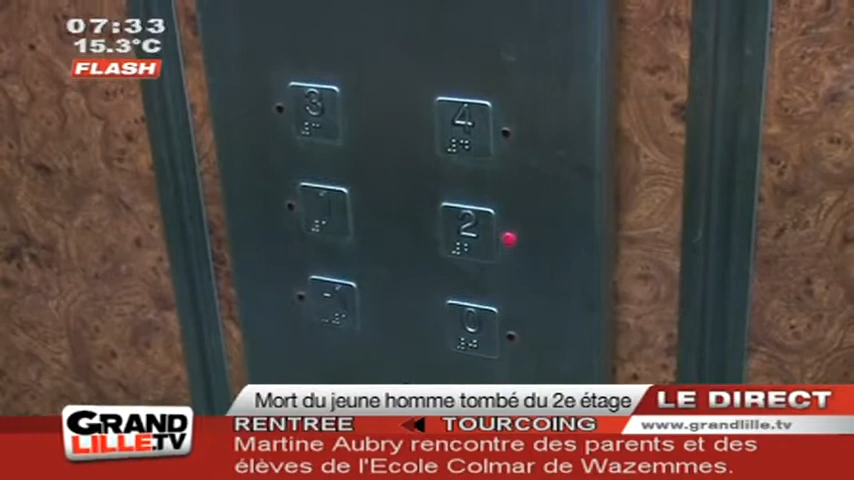 07:33
15.3°C
FLASH
3
4
1
2
-1
0
Mort du jeune homme tombé du 2e étage
LE DIRECT
GRAND
LILLE.TV
RENTREE
TOURCOING
www.grandlille.tv
Martine Aubry rencontre des parents et des
élèves de l'Ecole Colmar de Wazemmes.